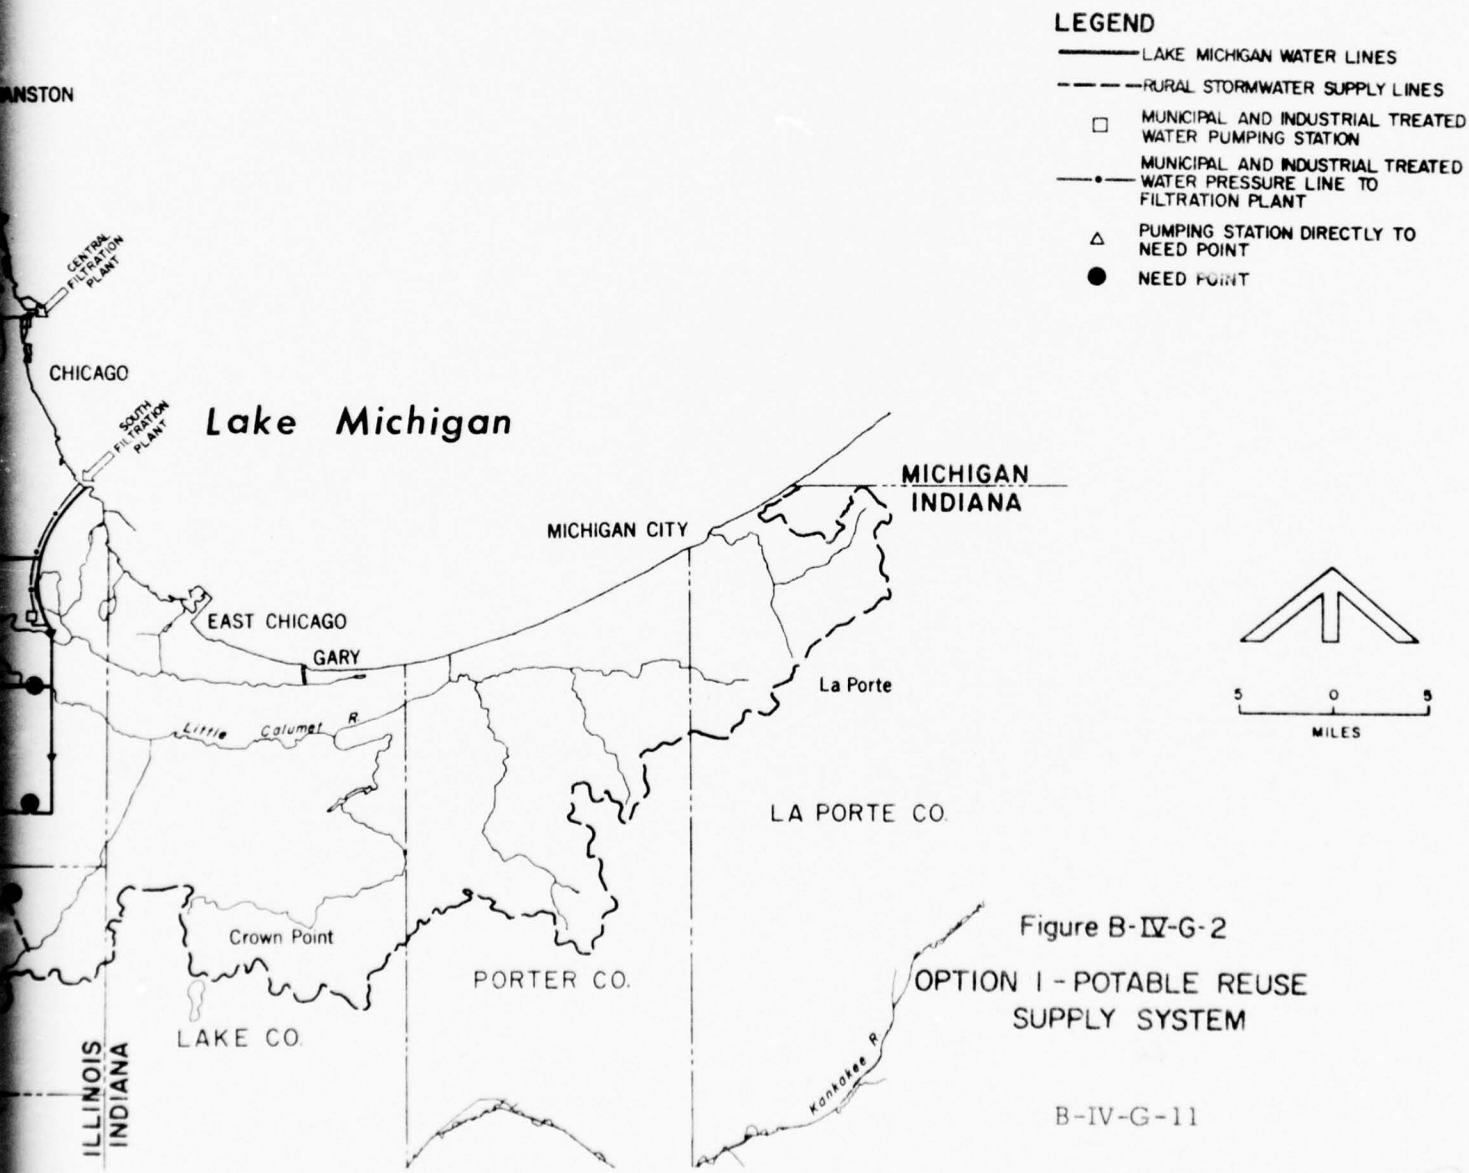 LEGEND
LAKE MICHIGAN WATER LINES
RURAL STORMWATER SUPPLY LINES
MUNICIPAL AND INDUSTRIAL TREATED
WATER PUMPING STATION
MUNICIPAL AND INDUSTRIAL TREATED
WATER PRESSURE LINE TO
FILTRATION PLANT
PUMPING STATION DIRECTLY TO
NEED POINT
NEED POINT
ANSTON
CENTRAL
FILTRATION
PLANT
CHICAGO
SOUTH
FILTRATION
PLANT
Lake Michigan
MICHIGAN
INDIANA
MICHIGAN CITY
EAST CHICAGO
GARY
La Porte
5 0 5
MILES
Little Calumet R.
LA PORTE CO.
Crown Point
PORTER CO.
LAKE CO.
ILLINOIS
INDIANA
Kankakee R.
Figure B-IV-G-2
OPTION I - POTABLE REUSE
SUPPLY SYSTEM
B-IV-G-11